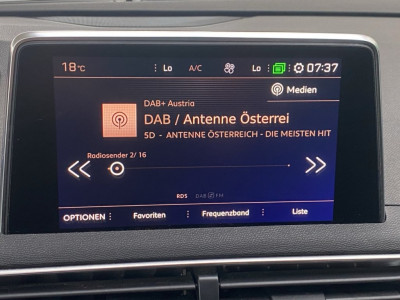 18°C Lo A/C Lo 07:37
Medien
DAB+ Austria
DAB / Antenne Österrei
5D - ANTENNE ÖSTERREICH - DIE MEISTEN HIT
Radiosender 2/ 16
RDS DAB FM
OPTIONEN Favoriten Frequenzband Liste